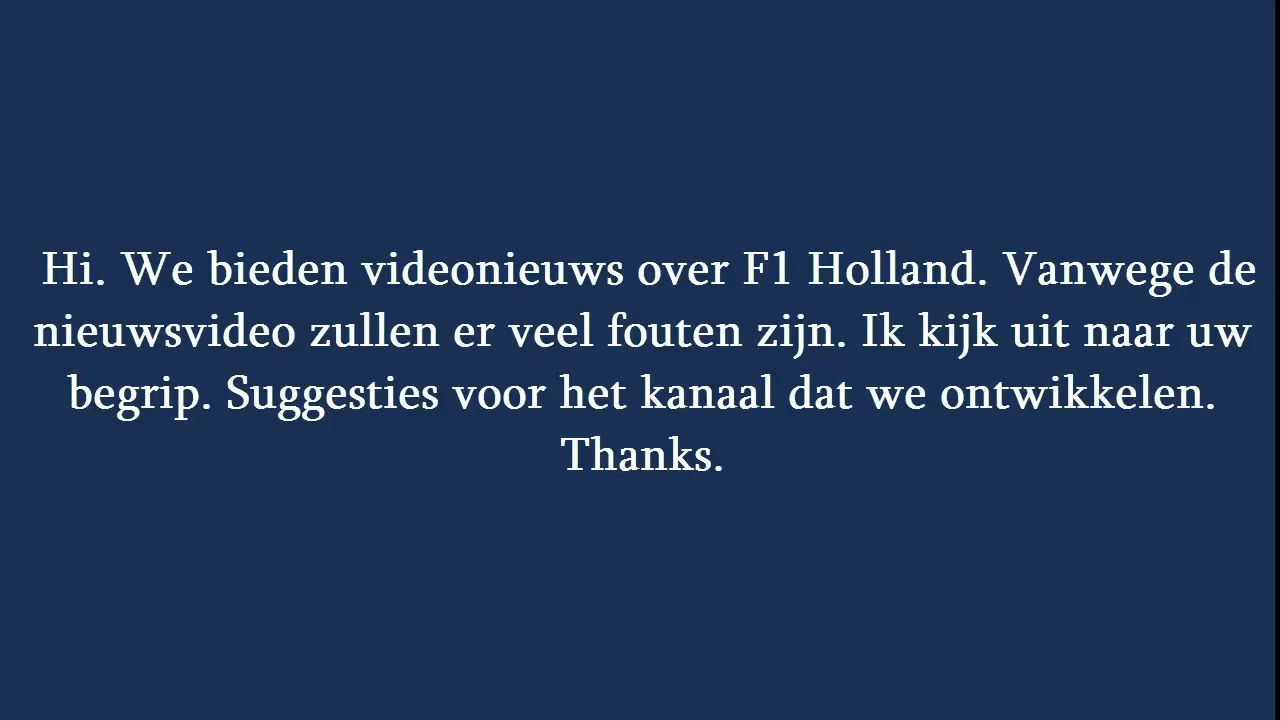 Hi. We bieden videonieuws over F1 Holland. Vanwege de
nieuwsvideo zullen er veel fouten zijn. Ik kijk uit naar uw
begrip. Suggesties voor het kanaal dat we ontwikkelen.
Thanks.